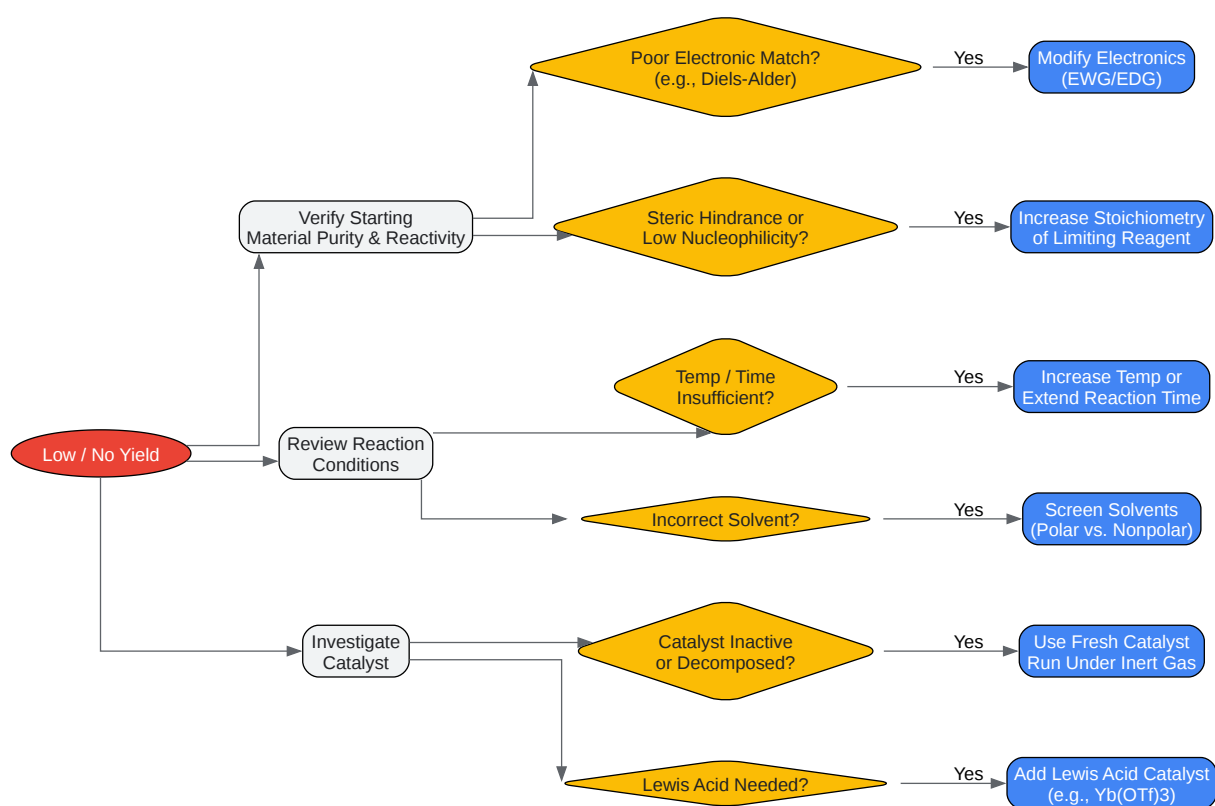 Poor Electronic Match?
(e.g., Diels-Alder)
Yes
Modify Electronics
(EWG/EDG)
Verify Starting
Material Purity & Reactivity
Steric Hindrance or
Low Nucleophilicity?
Yes
Increase Stoichiometry
of Limiting Reagent
Temp / Time
Insufficient?
Yes
Increase Temp or
Extend Reaction Time
Low / No Yield
Review Reaction
Conditions
Incorrect Solvent?
Yes
Screen Solvents
(Polar vs. Nonpolar)
Investigate
Catalyst
Catalyst Inactive
or Decomposed?
Yes
Use Fresh Catalyst
Run Under Inert Gas
Lewis Acid Needed?
Yes
Add Lewis Acid Catalyst
(e.g., Yb(OTf)3)